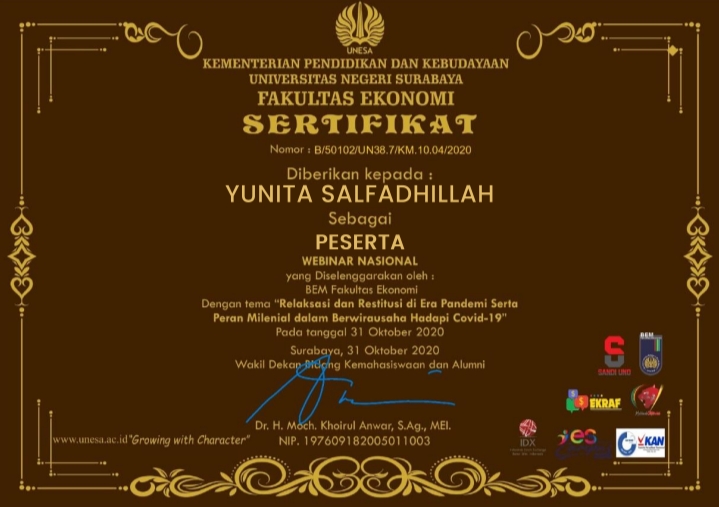 UNESA
KEMENTERIAN PENDIDIKAN DAN KEBUDAYAAN
UNIVERSITAS NEGERI SURABAYA
FAKULTAS EKONOMI
SERTIFIKAT
Nomor : B/50102/UN38.7/KM.10.04/2020
Diberikan kepada :
YUNITA SALFADHILLAH
Sebagai
PESERTA
WEBINAR NASIONAL
yang Diselenggarakan oleh :
BEM Fakultas Ekonomi
Dengan tema “Relaksasi dan Restitusi di Era Pandemi Serta
Peran Milenial dalam Berwirausaha Hadapi Covid-19”
Pada tanggal 31 Oktober 2020
Surabaya, 31 Oktober 2020
Wakil Dekan Bidang Kemahasiswaan dan Alumni
Dr. H. Moch. Khoirul Anwar, S.Ag., MEI.
NIP. 197609182005011003
www.unesa.ac.id "Growing with Character"
SANDI UNO
BEM
EKRAF
IDX
yes
KAN